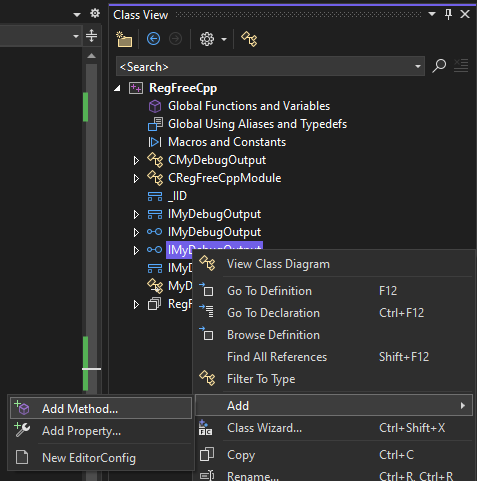 Class View
<Search>
RegFreeCpp
Global Functions and Variables
Global Using Aliases and Typedefs
Macros and Constants
CMyDebugOutput
CRegFreeCppModule
_IID
IMyDebugOutput
IMyDebugOutput
IMyDebugOutput
IMyD
MyD
RegF
View Class Diagram
Go To Definition F12
Go To Declaration Ctrl+F12
Browse Definition
Find All References Shift+F12
Filter To Type
Add
Class Wizard... Ctrl+Shift+X
Copy Ctrl+C
Rename... Ctrl+R, Ctrl+R
Add Method...
Add Property...
New EditorConfig